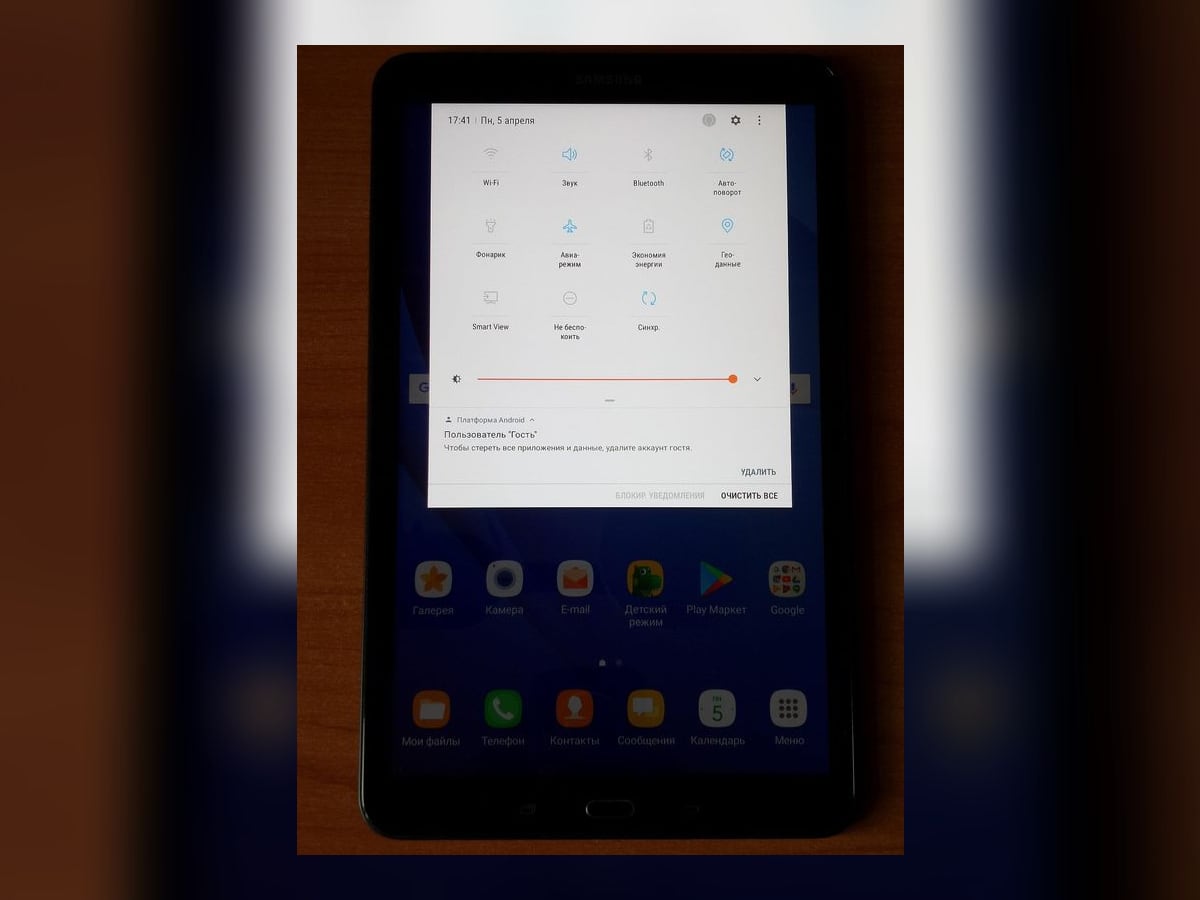 SAMSUNG
17:41 Пн, 5 апреля
Wi-Fi Звук Bluetooth Авто-
поворот
Фонарик Авиа- Экономия Гео-
режим энергии данные
Smart View Не беспо- Синхр.
коить
G
Платформа Android
Пользователь "Гость"
Чтобы стереть все приложения и данные, удалите аккаунт гостя.
УДАЛИТЬ
БЛОКИР. УВЕДОМЛЕНИЯ ОЧИСТИТЬ ВСЕ
Галерея Камера E-mail Детский Play Маркет Google
режим
ПН
5
Мои файлы Телефон Контакты Сообщения Календарь Меню